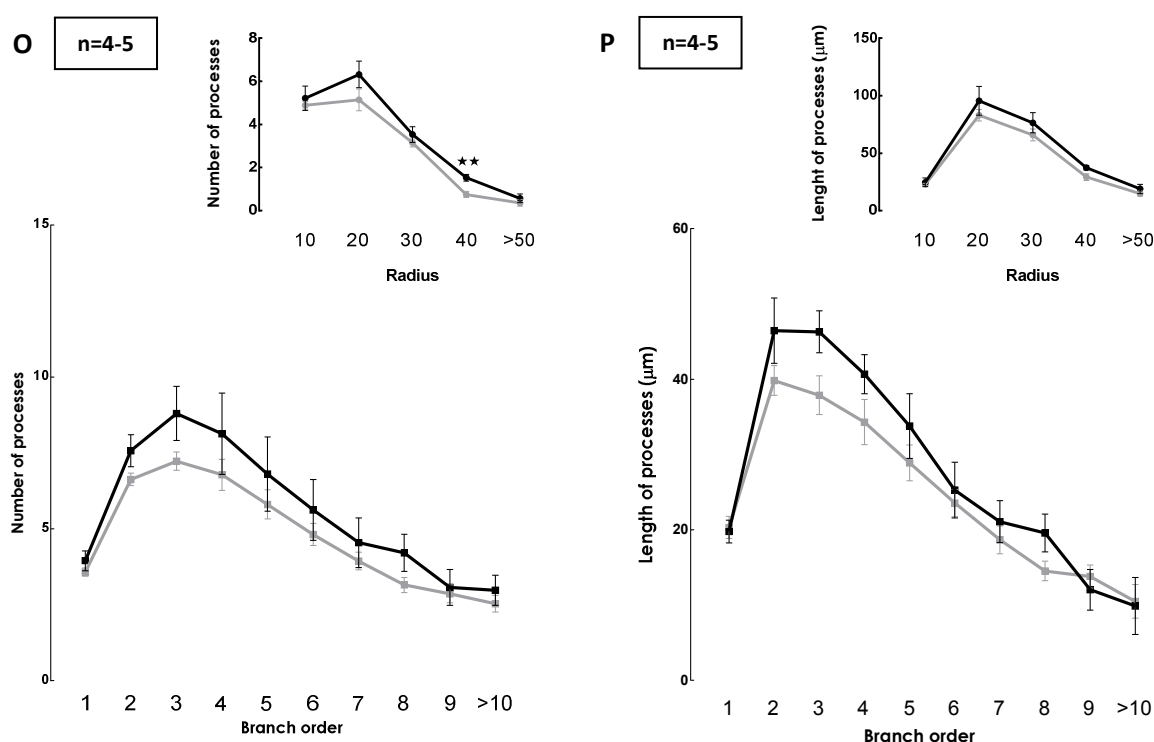 O
n=4-5
Number of processes
8
6
4
2
0
★★
10 20 30 40 >50
Radius
Number of processes
15
10
5
0
1 2 3 4 5 6 7 8 9 >10
Branch order
P
n=4-5
Lenght of processes (μm)
150
100
50
0
10 20 30 40 >50
Radius
Length of processes (μm)
60
40
20
0
1 2 3 4 5 6 7 8 9 >10
Branch order